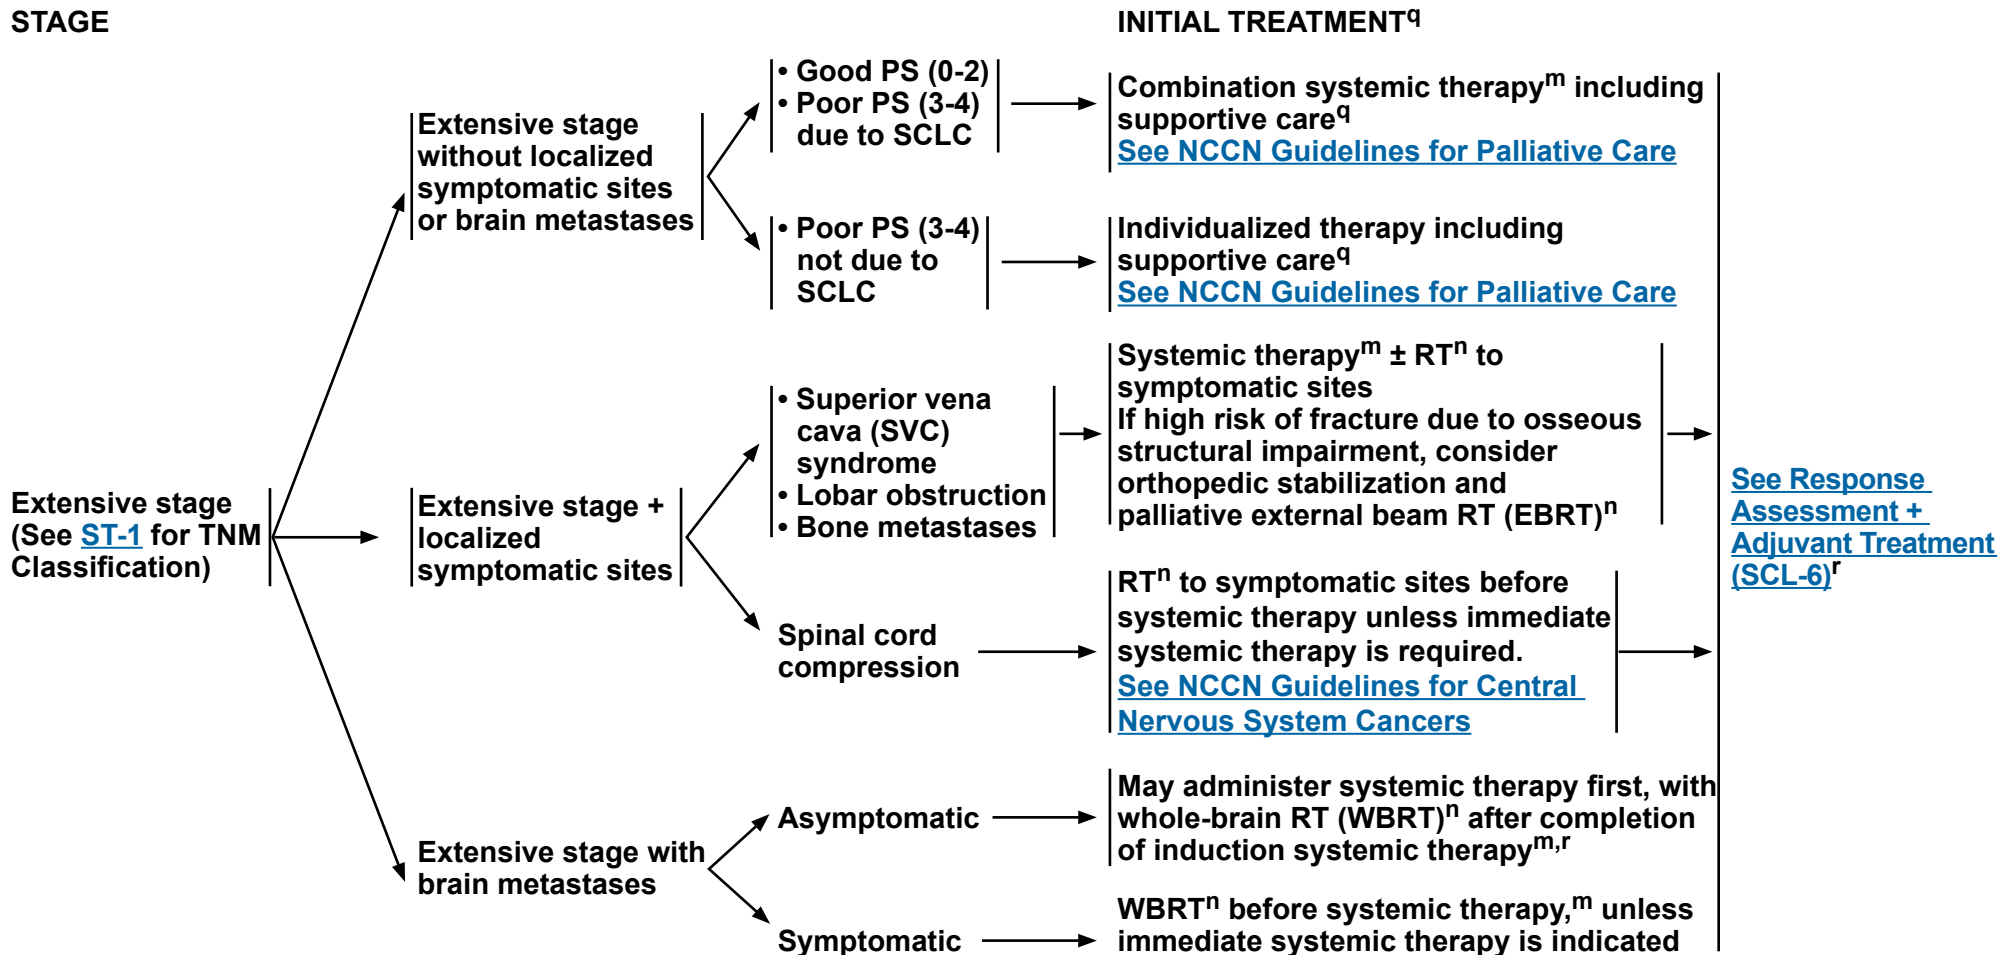 STAGE
INITIAL TREATMENTq
Extensive stage
(See ST-1 for TNM
Classification)
Extensive stage
without localized
symptomatic sites
or brain metastases
• Good PS (0-2)
• Poor PS (3-4)
due to SCLC
Combination systemic therapym including
supportive careq
See NCCN Guidelines for Palliative Care
• Poor PS (3-4)
not due to
SCLC
Individualized therapy including
supportive careq
See NCCN Guidelines for Palliative Care
Extensive stage +
localized
symptomatic sites
• Superior vena
cava (SVC)
syndrome
• Lobar obstruction
• Bone metastases
Systemic therapym ± RTn to
symptomatic sites
If high risk of fracture due to osseous
structural impairment, consider
orthopedic stabilization and
palliative external beam RT (EBRT)n
Spinal cord
compression
RTn to symptomatic sites before
systemic therapy unless immediate
systemic therapy is required.
See NCCN Guidelines for Central
Nervous System Cancers
Extensive stage with
brain metastases
Asymptomatic
May administer systemic therapy first, with
whole-brain RT (WBRT)n after completion
of induction systemic therapym,r
Symptomatic
WBRTn before systemic therapy,m unless
immediate systemic therapy is indicated
See Response
Assessment +
Adjuvant Treatment
(SCL-6)r